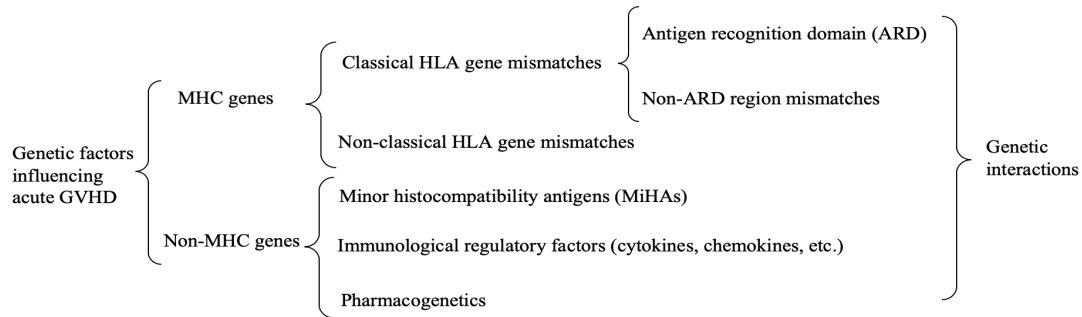 Genetic factors
influencing
acute GVHD
MHC genes
Classical HLA gene mismatches
Antigen recognition domain (ARD)
Non-ARD region mismatches
Non-classical HLA gene mismatches
Non-MHC genes
Minor histocompatibility antigens (MiHAs)
Immunological regulatory factors (cytokines, chemokines, etc.)
Pharmacogenetics
Genetic
interactions